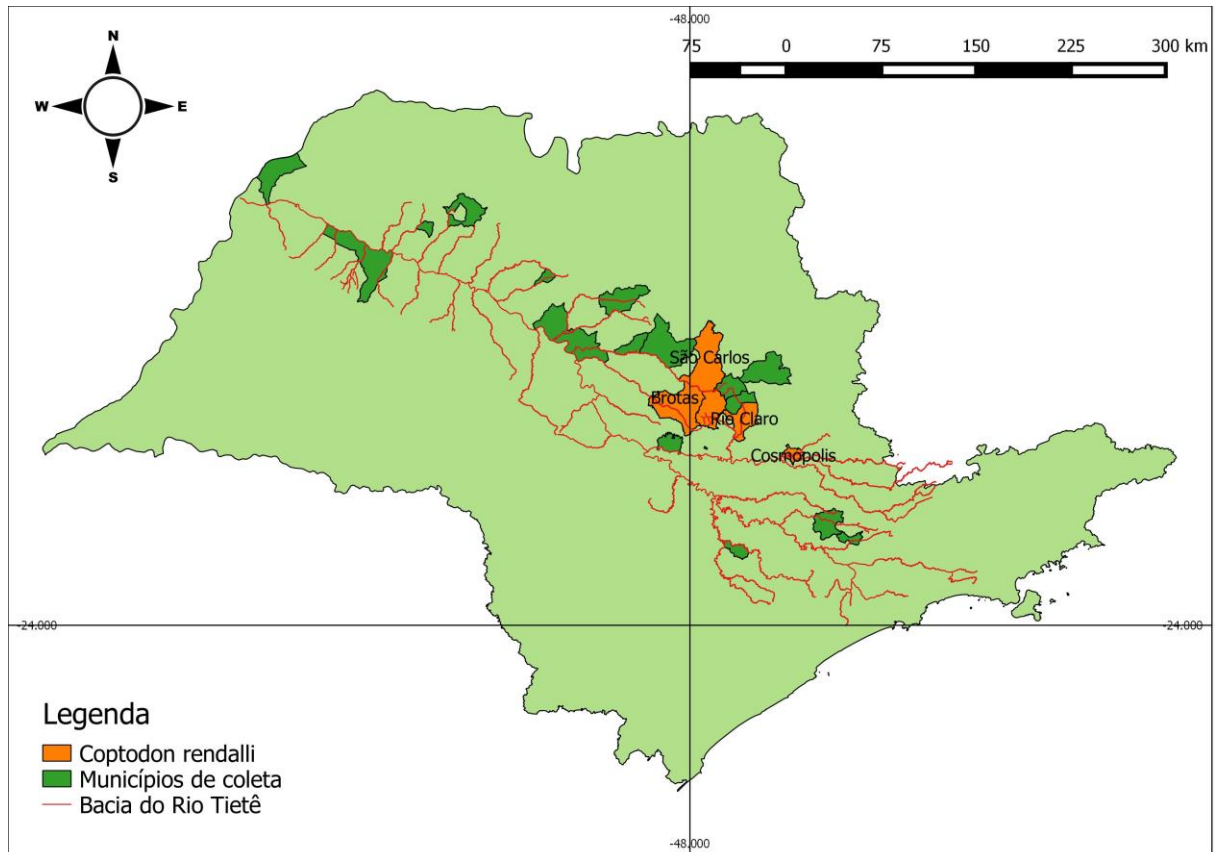 -48.000
75 0 75 150 225 300 km
N
W E
S
São Carlos
Brotas
Rio Claro
Cosmópolis
-24.000 -24.000
Legenda
Coptodon rendalli
Municípios de coleta
Bacia do Rio Tietê
-48.000